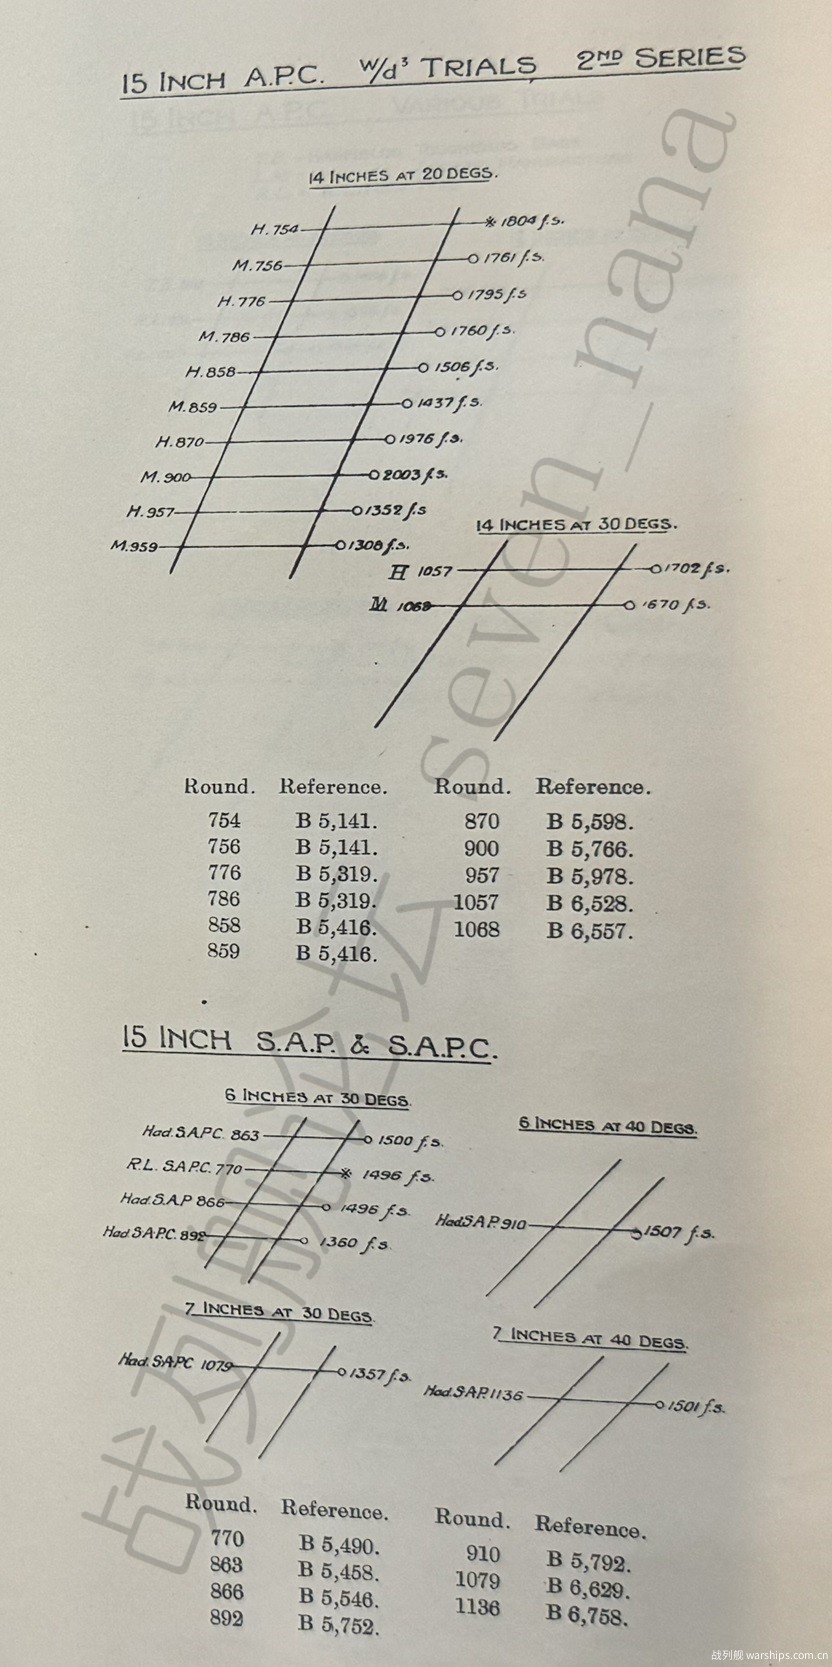 15 INCH A.P.C. W/d³ TRIALS 2ND SERIES
14 INCHES AT 20 DEGS.
H. 754 1804 f.s.
M. 756 1761 f.s.
H. 776 1795 f.s
M. 786 1760 f.s.
H. 858 1506 f.s.
M. 859 1437 f.s.
H. 870 1976 f.s.
M. 900 2003 f.s.
H. 957 1352 f.s
M. 959 1308 f.s.
14 INCHES AT 30 DEGS.
H 1057 1702 f.s.
M 1068 1670 f.s.
Round. Reference. Round. Reference.
754 B 5,141. 870 B 5,598.
756 B 5,141. 900 B 5,766.
776 B 5,319. 957 B 5,978.
786 B 5,319. 1057 B 6,528.
858 B 5,416. 1068 B 6,557.
859 B 5,416.
15 INCH S.A.P. & S.A.P.C.
6 INCHES AT 30 DEGS.
Had. S.A.P.C. 863 1500 f.s.
R.L. S.A.P.C. 770 1496 f.s.
Had. S.A.P 866 1496 f.s.
Had. S.A.P.C. 892 1360 f.s
6 INCHES AT 40 DEGS.
Had S.A.P. 910 1507 f.s.
7 INCHES AT 30 DEGS.
Had. S.A.P.C 1079 1357 f.s.
7 INCHES AT 40 DEGS.
Had. S.A.P. 1136 1501 f.s.
Round. Reference. Round. Reference.
770 B 5,490. 910 B 5,792.
863 B 5,458. 1079 B 6,629.
866 B 5,546. 1136 B 6,758.
892 B 5,752.
战列舰论坛 seven_nana
战列舰 warships.com.cn